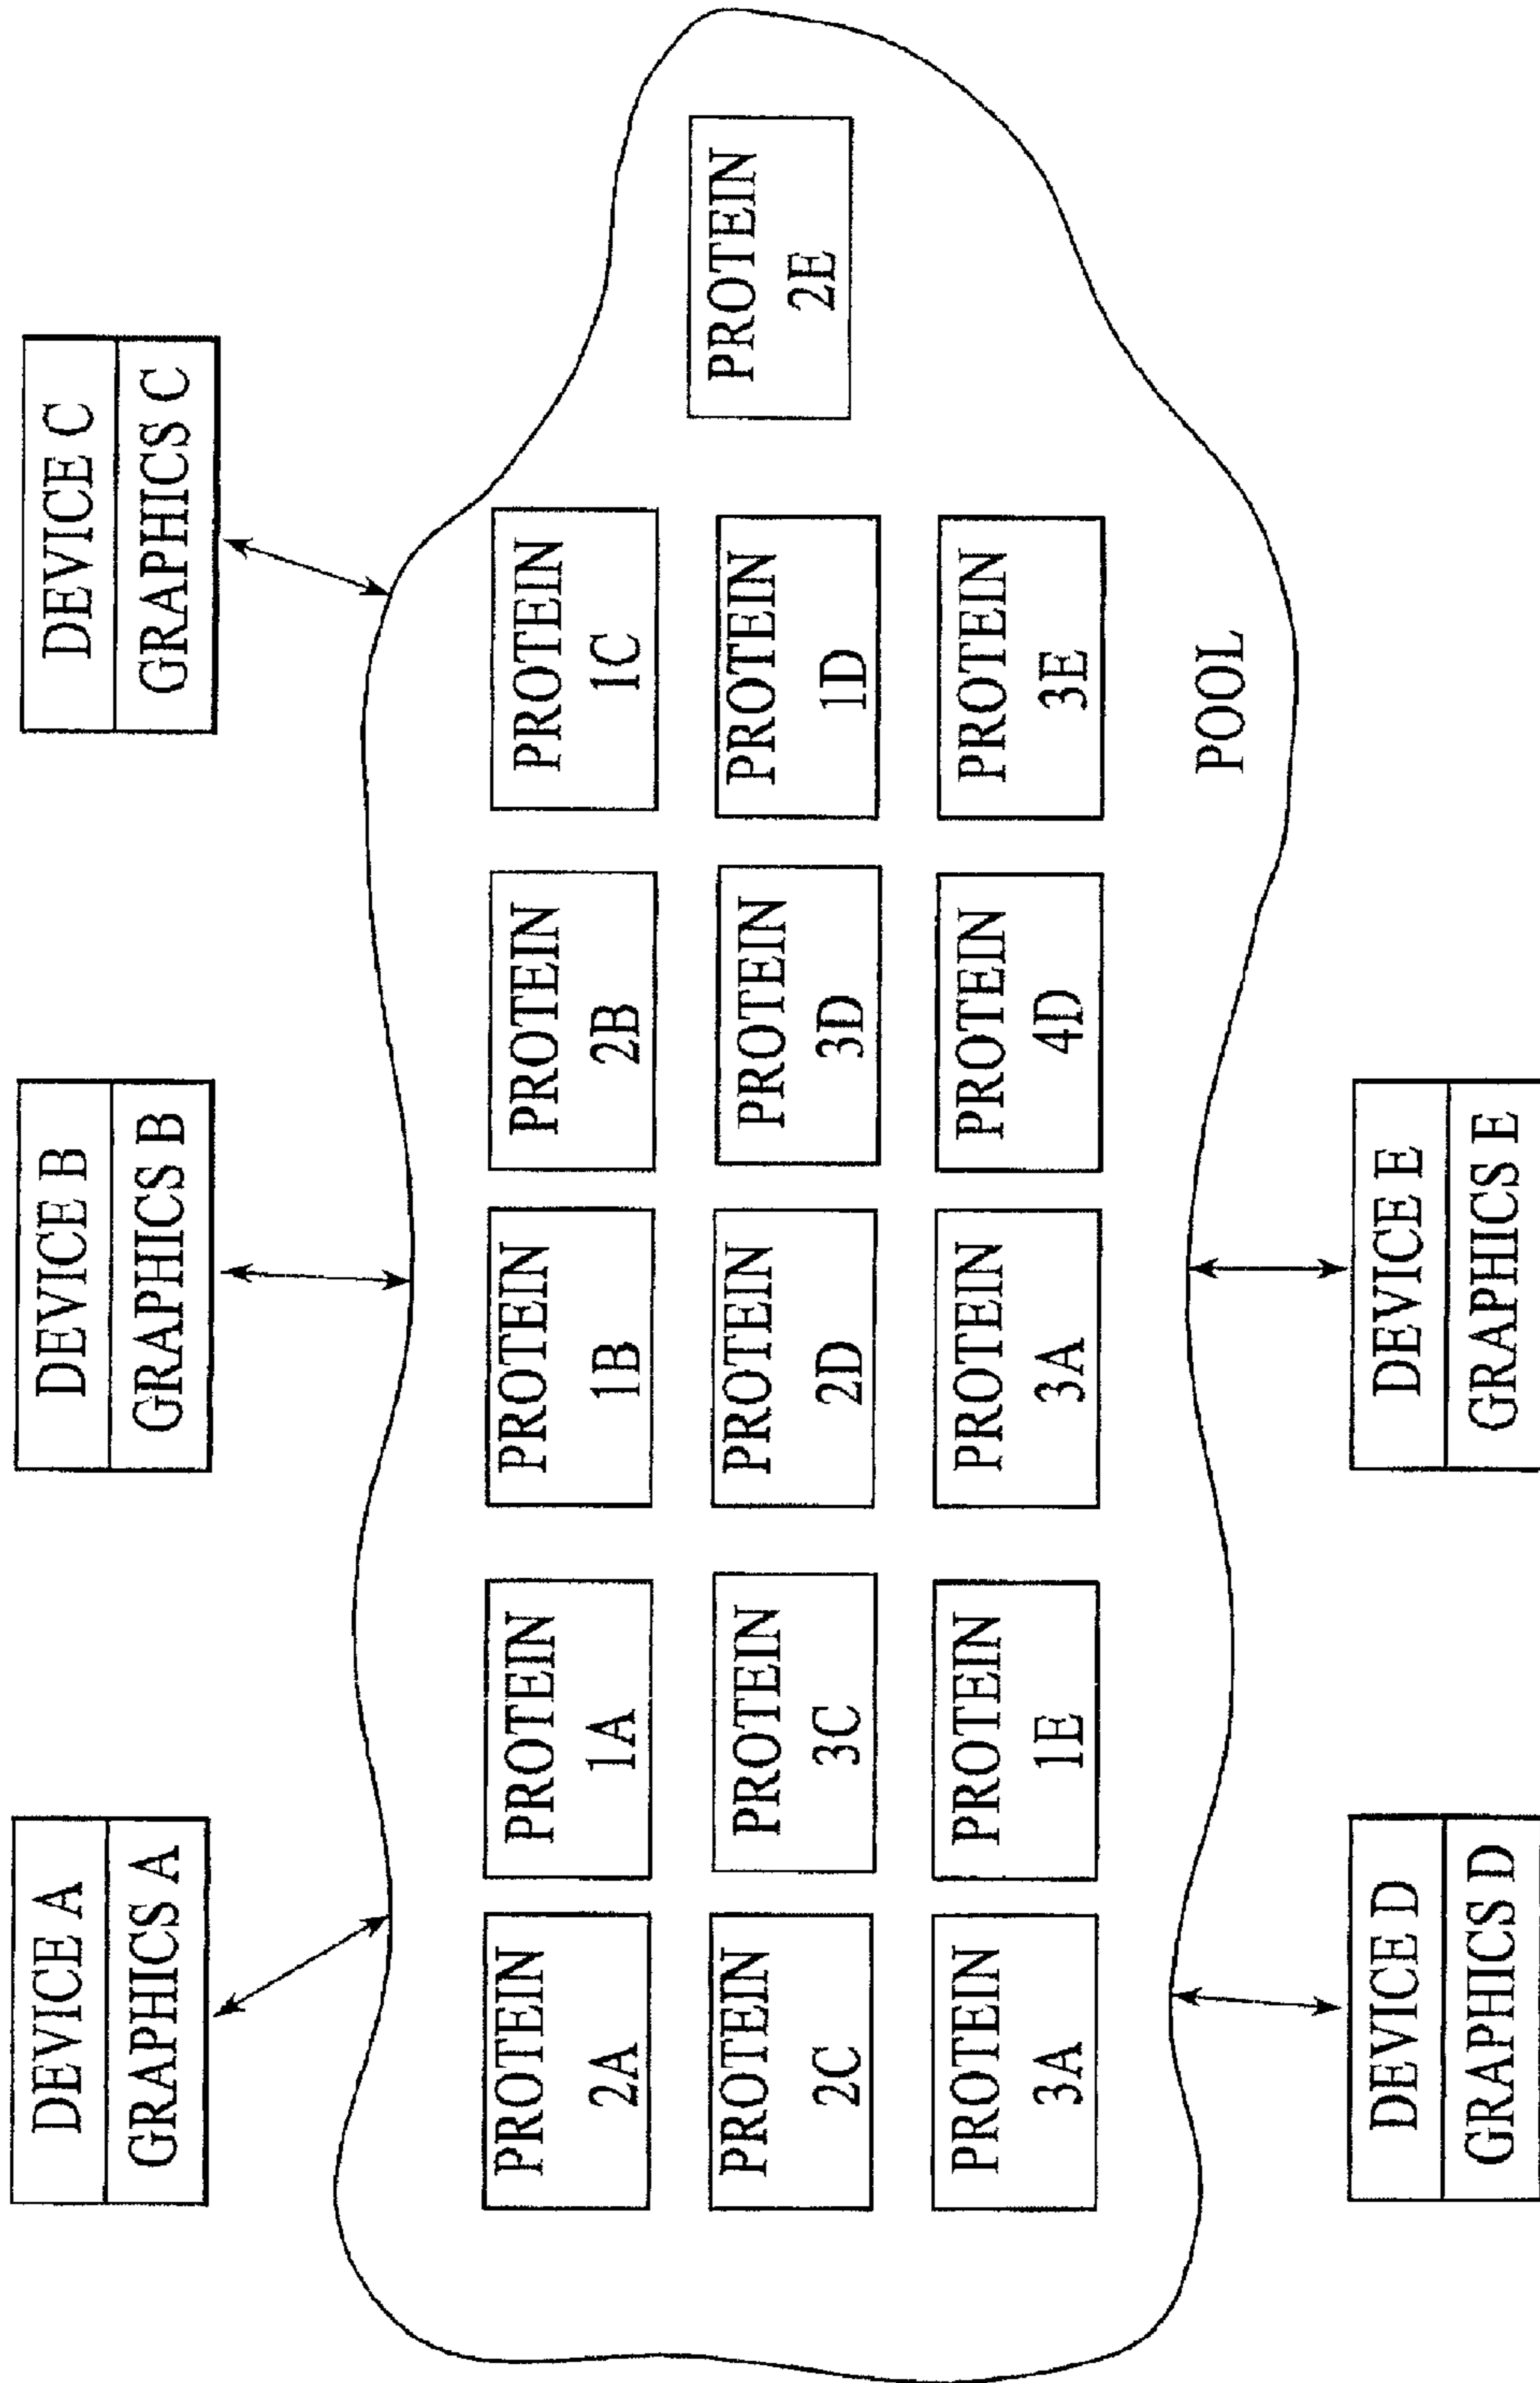 DEVICE A
GRAPHICS A
DEVICE B
GRAPHICS B
DEVICE C
GRAPHICS C
PROTEIN
2A
PROTEIN
1A
PROTEIN
1B
PROTEIN
2B
PROTEIN
1C
PROTEIN
2C
PROTEIN
3C
PROTEIN
2D
PROTEIN
3D
PROTEIN
1D
PROTEIN
2E
PROTEIN
3A
PROTEIN
1E
PROTEIN
3A
PROTEIN
4D
PROTEIN
3E
POOL
DEVICE D
GRAPHICS D
DEVICE E
GRAPHICS E